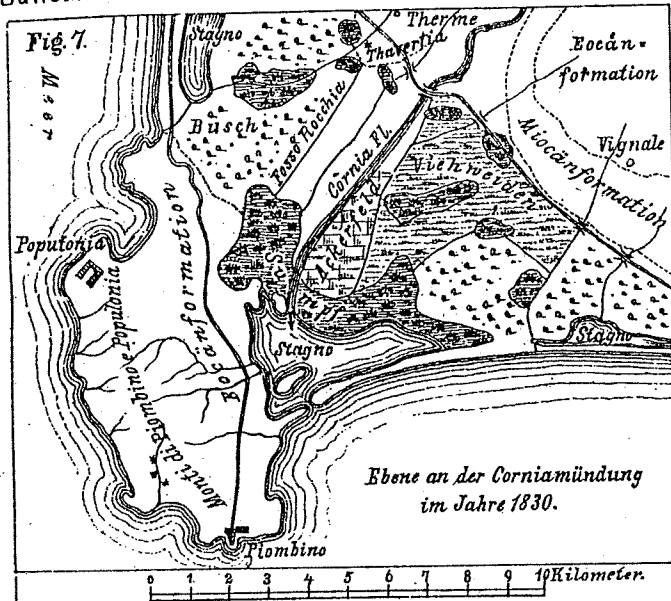 Fig. 7.
Meer
Stagno
Therme
Thavertia
Eocän-
formation
Busch
Fosso Rocchia
Cornia Fl.
Viehweiden
Miocänformation
Vignale
Ackerfeld
Populonia
Eocänformation
Sumpf
Stagno
Stagno
Monti di Piombino e Populonia
Ebene an der Corniamündung
im Jahre 1830.
Piombino
0 1 2 3 4 5 6 7 8 9 10 Kilometer.